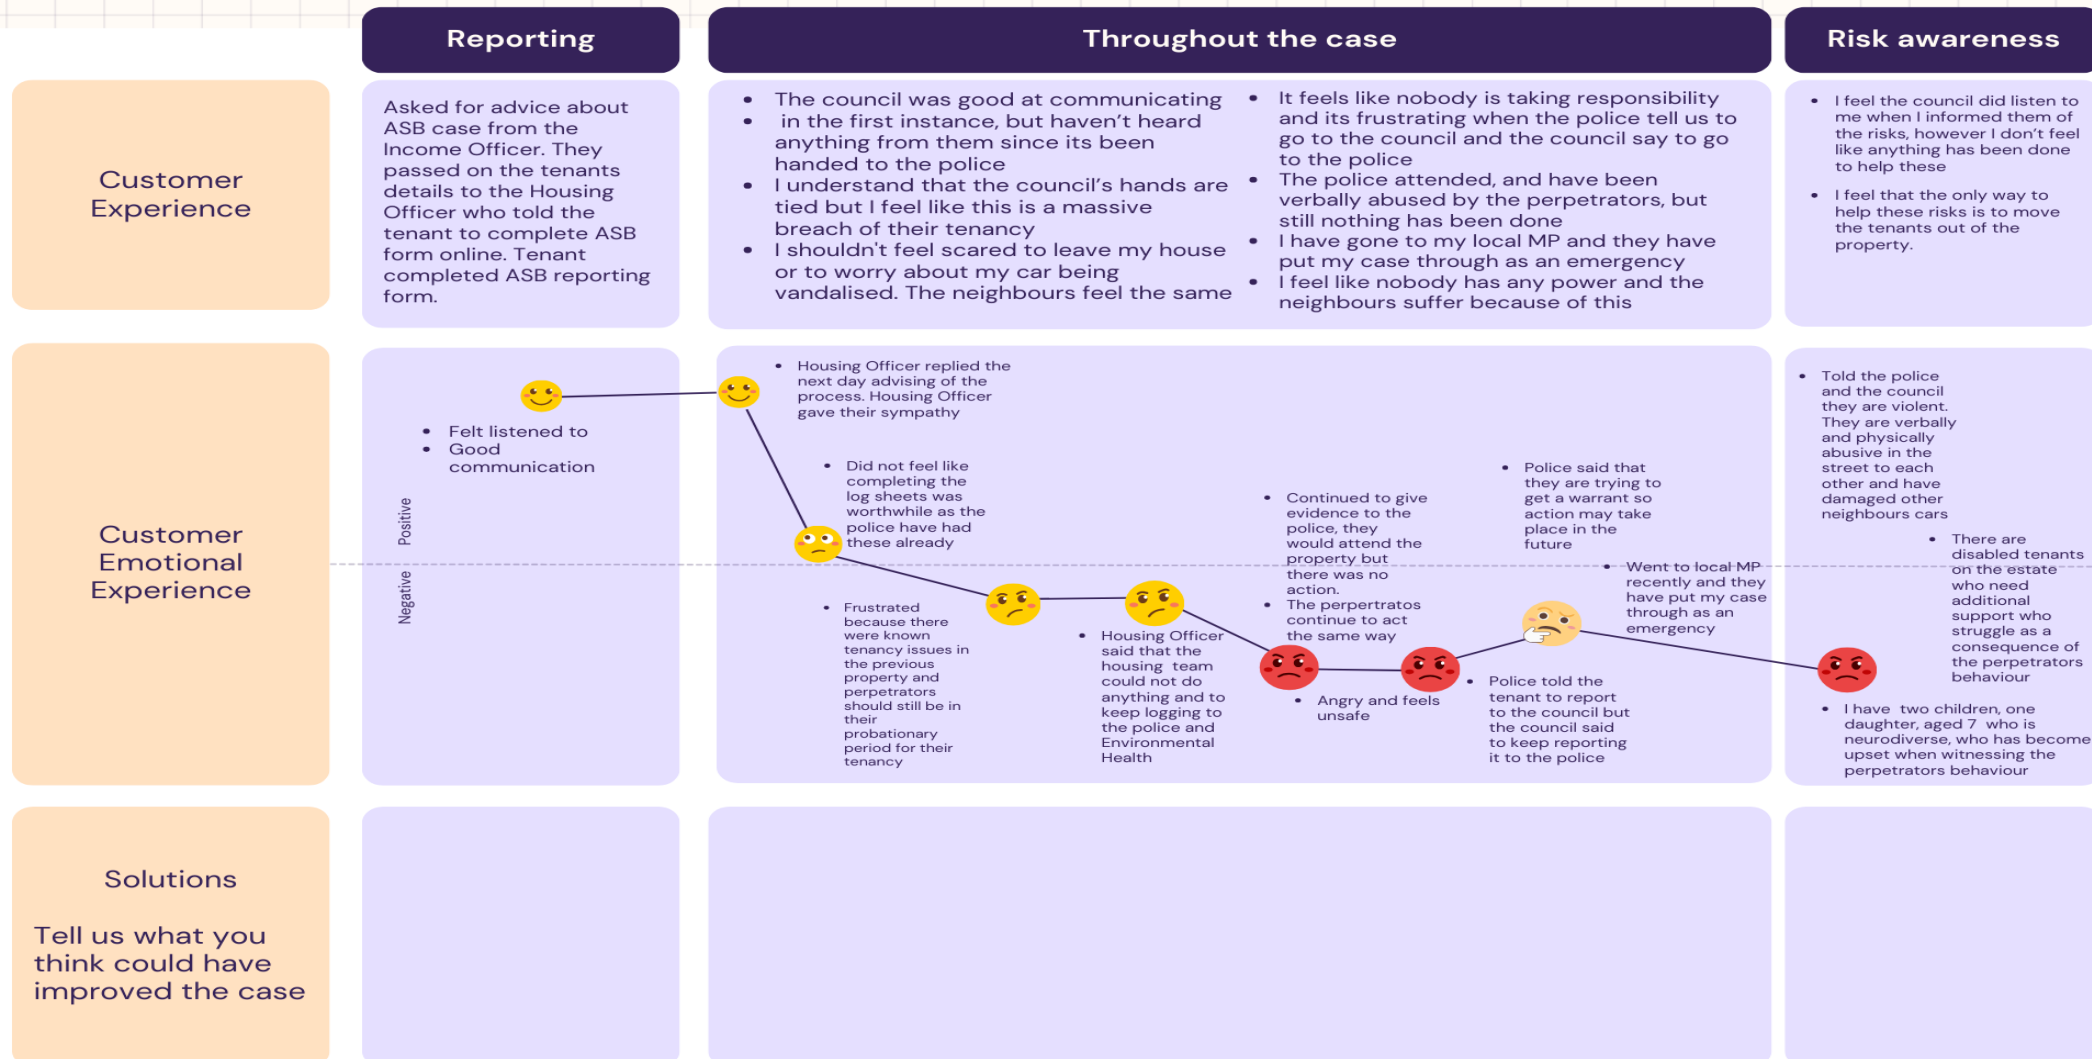 Reporting
Throughout the case
Risk awareness
Customer
Experience
Asked for advice about
ASB case from the
Income Officer. They
passed on the tenants
details to the Housing
Officer who told the
tenant to complete ASB
form online. Tenant
completed ASB reporting
form.
• The council was good at communicating
• in the first instance, but haven't heard
anything from them since its been
handed to the police
• I understand that the council's hands are
tied but I feel like this is a massive
breach of their tenancy
• I shouldn't feel scared to leave my house
or to worry about my car being
vandalised. The neighbours feel the same
• It feels like nobody is taking responsibility
and its frustrating when the police tell us to
go to the council and the council say to go
to the police
• The police attended, and have been
verbally abused by the perpetrators, but
still nothing has been done
• I have gone to my local MP and they have
put my case through as an emergency
• I feel like nobody has any power and the
neighbours suffer because of this
• I feel the council did listen to
me when I informed them of
the risks, however I don't feel
like anything has been done
to help these
• I feel that the only way to
help these risks is to move
the tenants out of the
property.
Customer
Emotional
Experience
Positive
Negative
• Felt listened to
• Good
communication
• Housing Officer replied the
next day advising of the
process. Housing Officer
gave their sympathy
• Did not feel like
completing the
log sheets was
worthwhile as the
police have had
these already
• Frustrated
because there
were known
tenancy issues in
the previous
property and
perpetrators
should still be in
their
probationary
period for their
tenancy
• Housing Officer
said that the
housing team
could not do
anything and to
keep logging to
the police and
Environmental
Health
• Continued to give
evidence to the
police, they
would attend the
property but
there was no
action.
• The perpertratos
continue to act
the same way
• Angry and feels
unsafe
• Police said that
they are trying to
get a warrant so
action may take
place in the
future
• Police told the
tenant to report
to the council but
the council said
to keep reporting
it to the police
• Went to local MP
recently and they
have put my case
through as an
emergency
• Told the police
and the council
they are violent.
They are verbally
and physically
abusive in the
street to each
other and have
damaged other
neighbours cars
• There are
disabled tenants
on the estate
who need
additional
support who
struggle as a
consequence of
the perpetrators
behaviour
• I have two children, one
daughter, aged 7 who is
neurodiverse, who has become
upset when witnessing the
perpetrators behaviour
Solutions
Tell us what you
think could have
improved the case